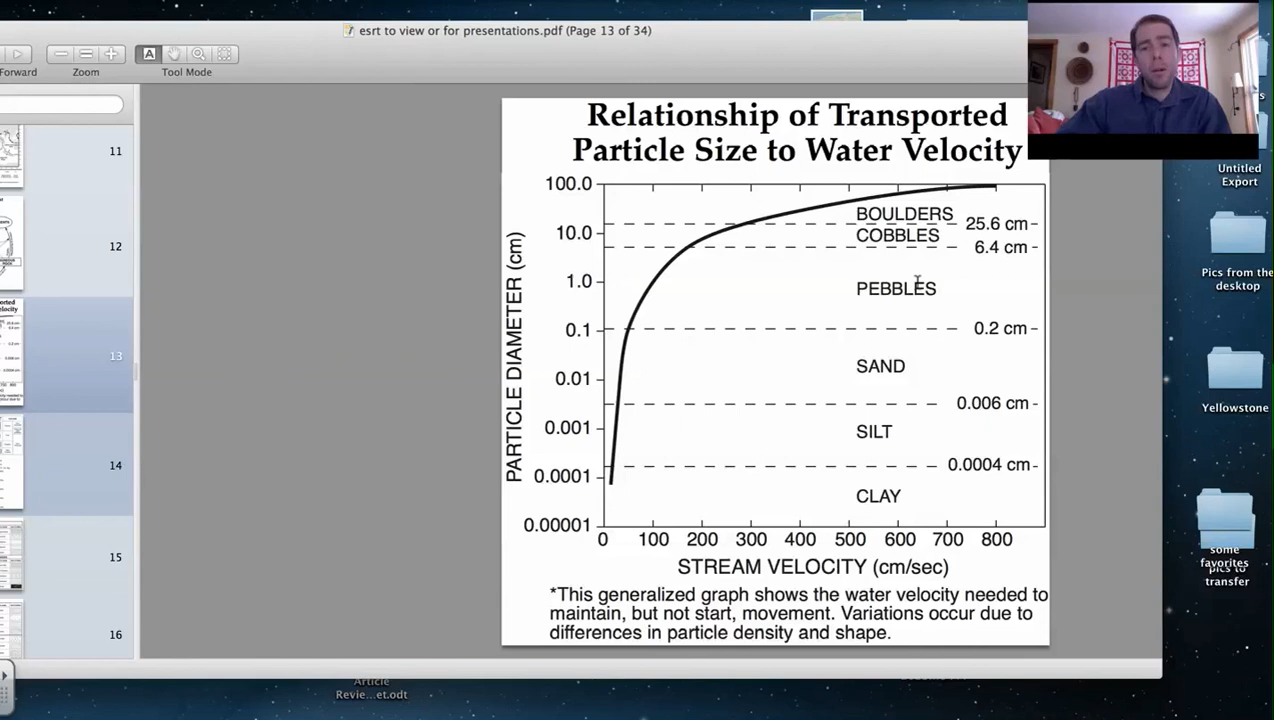 esrt to view or for presentations.pdf (Page 13 of 34)
Forward
Zoom
Tool Mode
11
12
13
14
15
16
Relationship of Transported
Particle Size to Water Velocity
PARTICLE DIAMETER (cm)
100.0
10.0
1.0
0.1
0.01
0.001
0.0001
0.00001
BOULDERS
25.6 cm
COBBLES
6.4 cm
PEBBLES
0.2 cm
SAND
0.006 cm
SILT
0.0004 cm
CLAY
0 100 200 300 400 500 600 700 800
STREAM VELOCITY (cm/sec)
*This generalized graph shows the water velocity needed to
maintain, but not start, movement. Variations occur due to
differences in particle density and shape.
Untitled
Export
Pics from the
desktop
Yellowstone
some
favorites
pics to
transfer
Article
Revie...et.odt